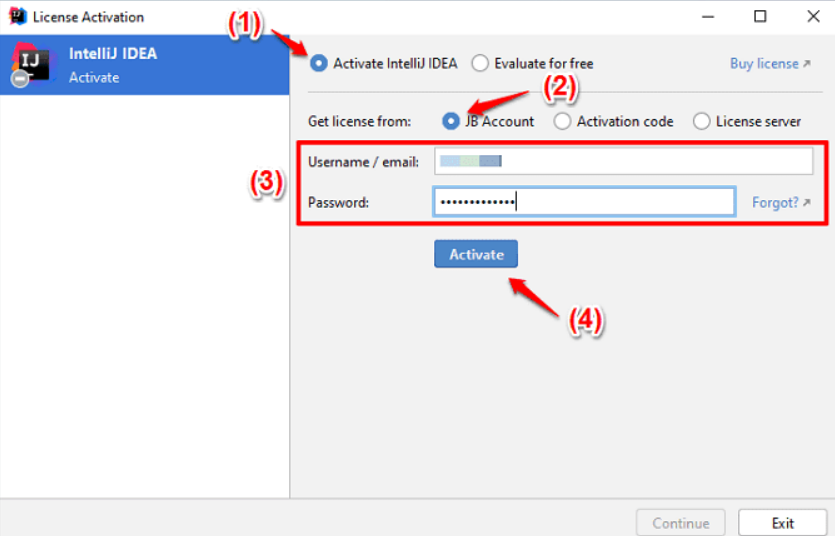 License Activation
(1)
IJ
IntelliJ IDEA
Activate
Activate IntelliJ IDEA Evaluate for free Buy license
(2)
Get license from: JB Account Activation code License server
(3)
Username / email:
Password: ••••••••••••• Forgot?
Activate
(4)
Continue Exit